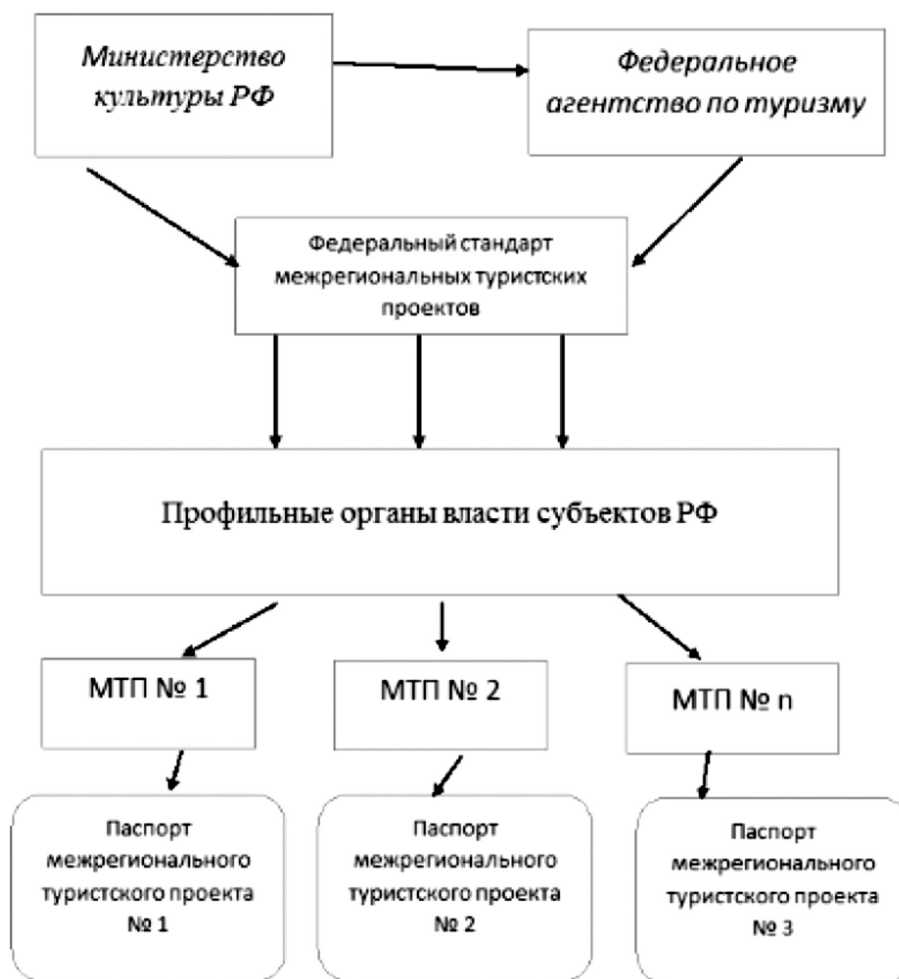 Министерство
культуры РФ
Федеральное
агентство по туризму
Федеральный стандарт
межрегиональных туристских
проектов
Профильные органы власти субъектов РФ
МТП № 1
МТП № 2
МТП № n
Паспорт
межрегионального
туристского проекта
№ 1
Паспорт
межрегионального
туристского проекта
№ 2
Паспорт
межрегионального
туристского проекта
№ 3